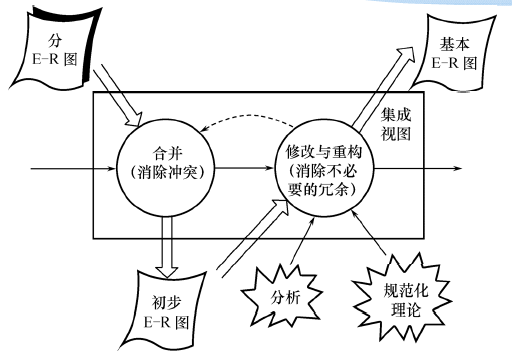 分
E-R 图
基本
E-R 图
集成
视图
合并
(消除冲突)
修改与重构
(消除不必
要的冗余)
初步
E-R 图
分析
规范化
理论